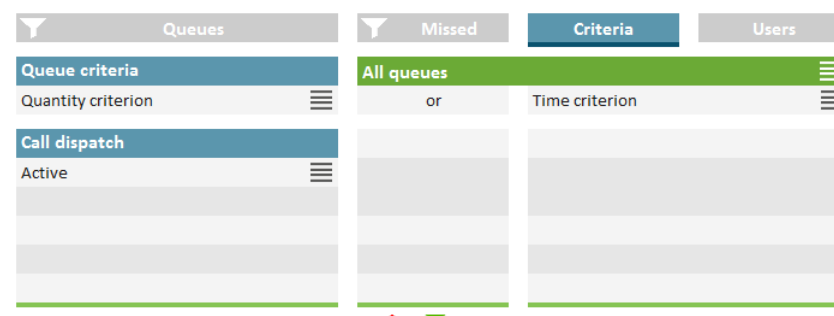 Queues Missed Criteria Users
Queue criteria All queues
Quantity criterion or Time criterion
Call dispatch
Active